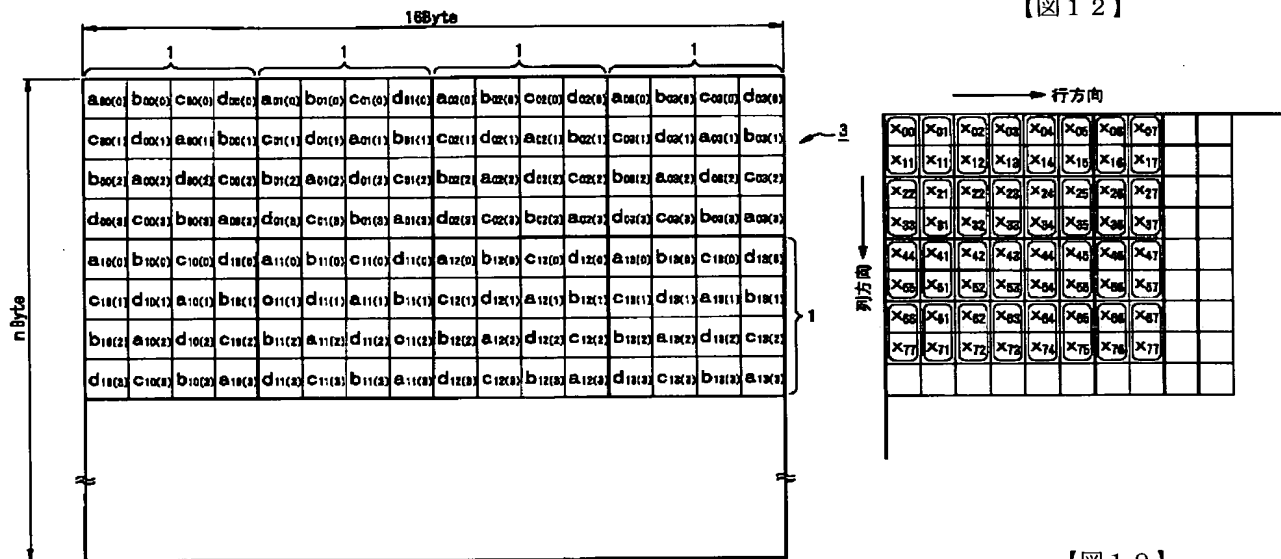 【図１２】
16Byte
1 1 1 1
a00(0) b00(0) c00(0) d00(0) a01(0) b01(0) c01(0) d01(0) a02(0) b02(0) c02(0) d02(0) a03(0) b03(0) c03(0) d03(0)
c00(1) d00(1) a00(1) b00(1) c01(1) d01(1) a01(1) b01(1) c02(1) d02(1) a02(1) b02(1) c03(1) d03(1) a03(1) b03(1)
b00(2) a00(2) d00(2) c00(2) b01(2) a01(2) d01(2) c01(2) b02(2) a02(2) d02(2) c02(2) b03(2) a03(2) d03(2) c03(2)
d00(3) c00(3) b00(3) a00(3) d01(3) c01(3) b01(3) a01(3) d02(3) c02(3) b02(3) a02(3) d03(3) c03(3) b03(3) a03(3)
a10(0) b10(0) c10(0) d10(0) a11(0) b11(0) c11(0) d11(0) a12(0) b12(0) c12(0) d12(0) a13(0) b13(0) c13(0) d13(0)
c10(1) d10(1) a10(1) b10(1) c11(1) d11(1) a11(1) b11(1) c12(1) d12(1) a12(1) b12(1) c13(1) d13(1) a13(1) b13(1)
b10(2) a10(2) d10(2) c10(2) b11(2) a11(2) d11(2) c11(2) b12(2) a12(2) d12(2) c12(2) b13(2) a13(2) d13(2) c13(2)
d10(3) c10(3) b10(3) a10(3) d11(3) c11(3) b11(3) a11(3) d12(3) c12(3) b12(3) a12(3) d13(3) c13(3) b13(3) a13(3)
n Byte
3
1
行方向
列方向
x00 x01 x02 x03 x04 x05 x06 x07
x11 x11 x12 x13 x14 x15 x16 x17
x22 x21 x22 x23 x24 x25 x26 x27
x33 x31 x32 x33 x34 x35 x36 x37
x44 x41 x42 x43 x44 x45 x46 x47
x55 x51 x52 x53 x54 x55 x56 x57
x66 x61 x62 x63 x64 x65 x66 x67
x77 x71 x72 x73 x74 x75 x76 x77